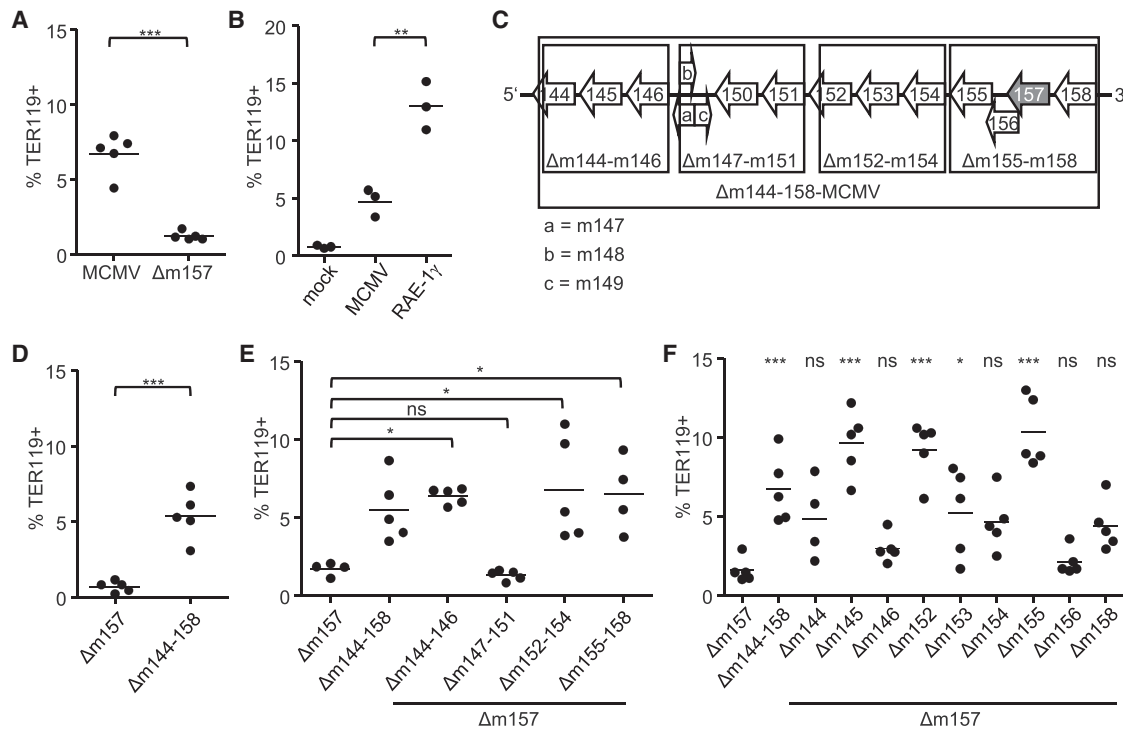 A
15
10
5
0
% TER119+
***
MCMV
Δm157
B
20
15
10
5
0
% TER119+
**
mock
MCMV
RAE-1γ
C
5‘
144
145
146
b
a
c
150
151
152
153
154
155
156
157
158
3
Δm144-m146
Δm147-m151
Δm152-m154
Δm155-m158
Δm144-158-MCMV
a = m147
b = m148
c = m149
D
15
10
5
0
% TER119+
***
Δm157
Δm144-158
E
15
10
5
0
% TER119+
*
*
ns
*
Δm157
Δm144-158
Δm144-146
Δm147-151
Δm152-154
Δm155-158
Δm157
F
15
10
5
0
% TER119+
*** ns *** ns *** * ns *** ns ns
Δm157
Δm144-158
Δm144
Δm145
Δm146
Δm152
Δm153
Δm154
Δm155
Δm156
Δm158
Δm157